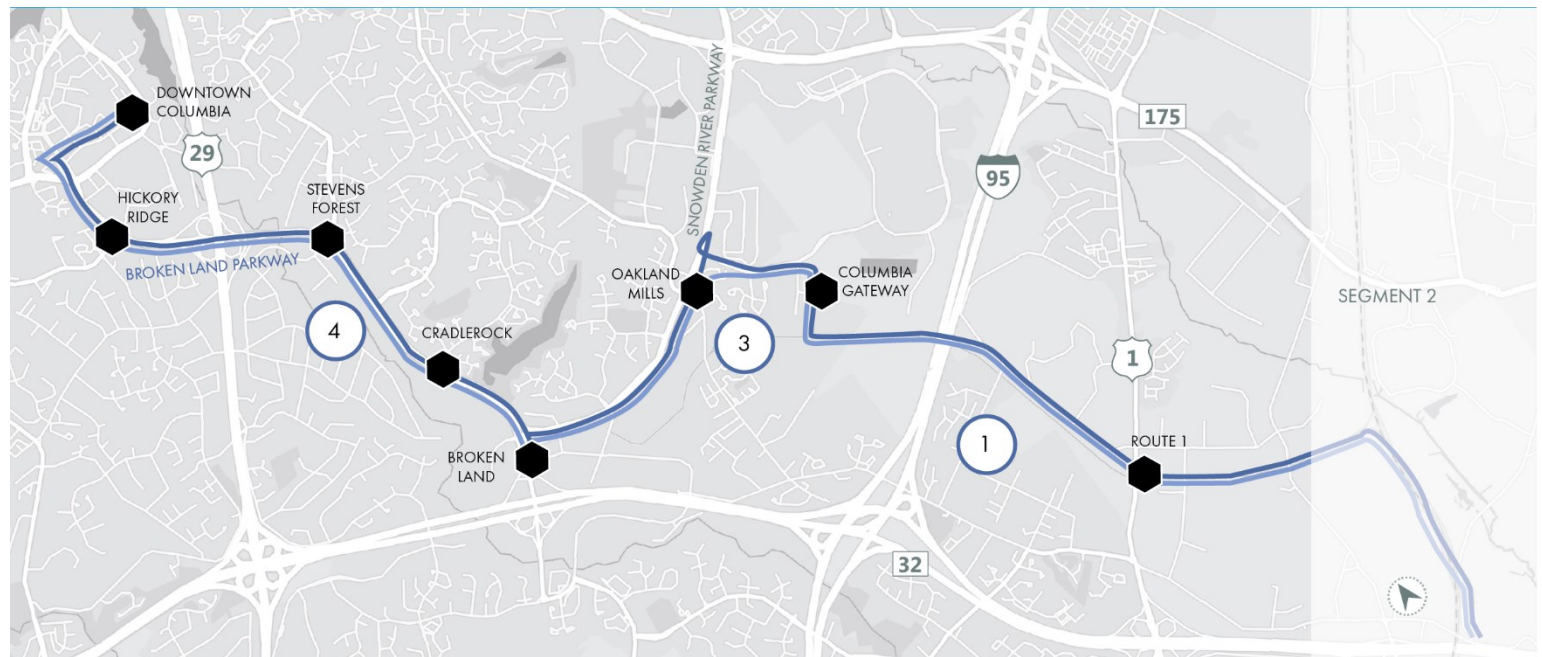 DOWNTOWN
COLUMBIA
29
175
SNOWDEN RIVER PARKWAY
95
HICKORY
RIDGE
STEVENS
FOREST
BROKEN LAND PARKWAY
OAKLAND
MILLS
COLUMBIA
GATEWAY
SEGMENT 2
4
CRADLEROCK
3
1
1
ROUTE 1
BROKEN
LAND
32